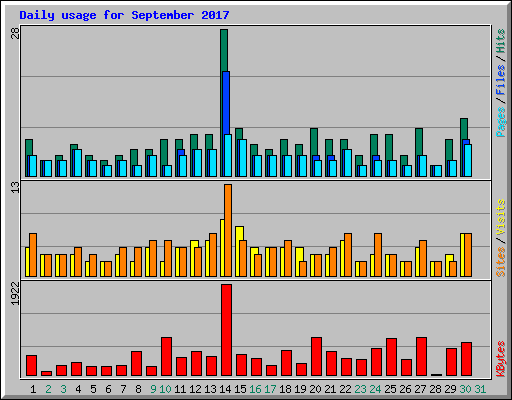 Daily usage for September 2017
28
Pages / Files / Hits
13
Sites / Visits
1922
KBytes
1 2 3 4 5 6 7 8 9 10 11 12 13 14 15 16 17 18 19 20 21 22 23 24 25 26 27 28 29 30 31